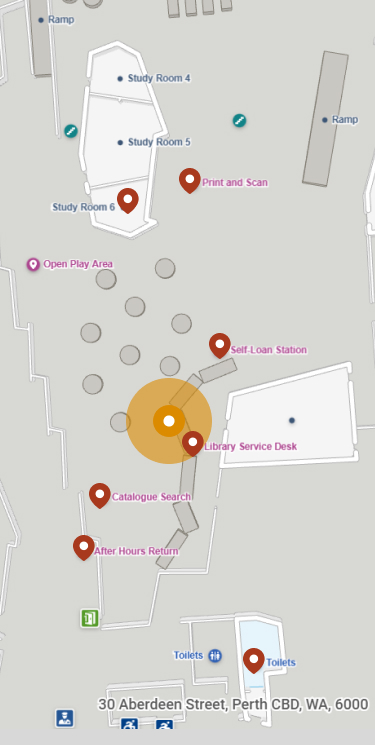 Ramp
Study Room 4
Ramp
Study Room 5
Print and Scan
Study Room 6
Open Play Area
Self-Loan Station
Library Service Desk
Catalogue Search
After Hours Return
Toilets
Toilets
30 Aberdeen Street, Perth CBD, WA, 6000